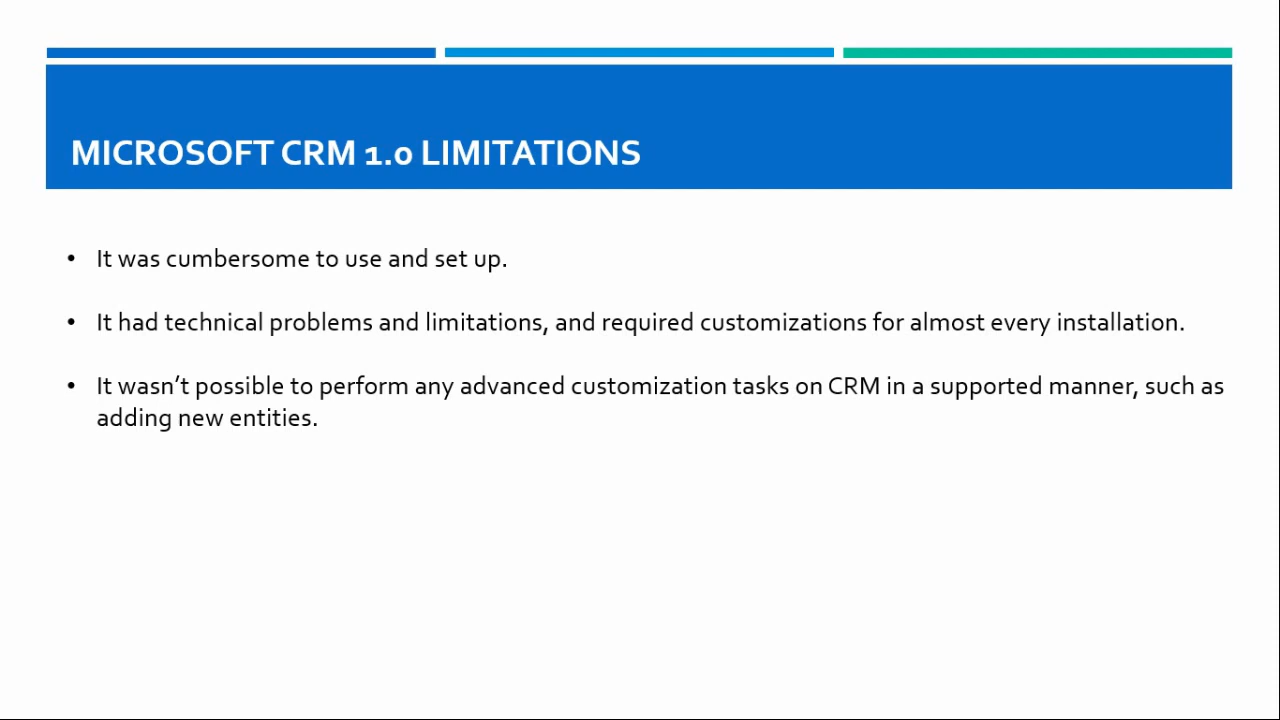 MICROSOFT CRM 1.0 LIMITATIONS
• It was cumbersome to use and set up.
• It had technical problems and limitations, and required customizations for almost every installation.
• It wasn’t possible to perform any advanced customization tasks on CRM in a supported manner, such as
adding new entities.